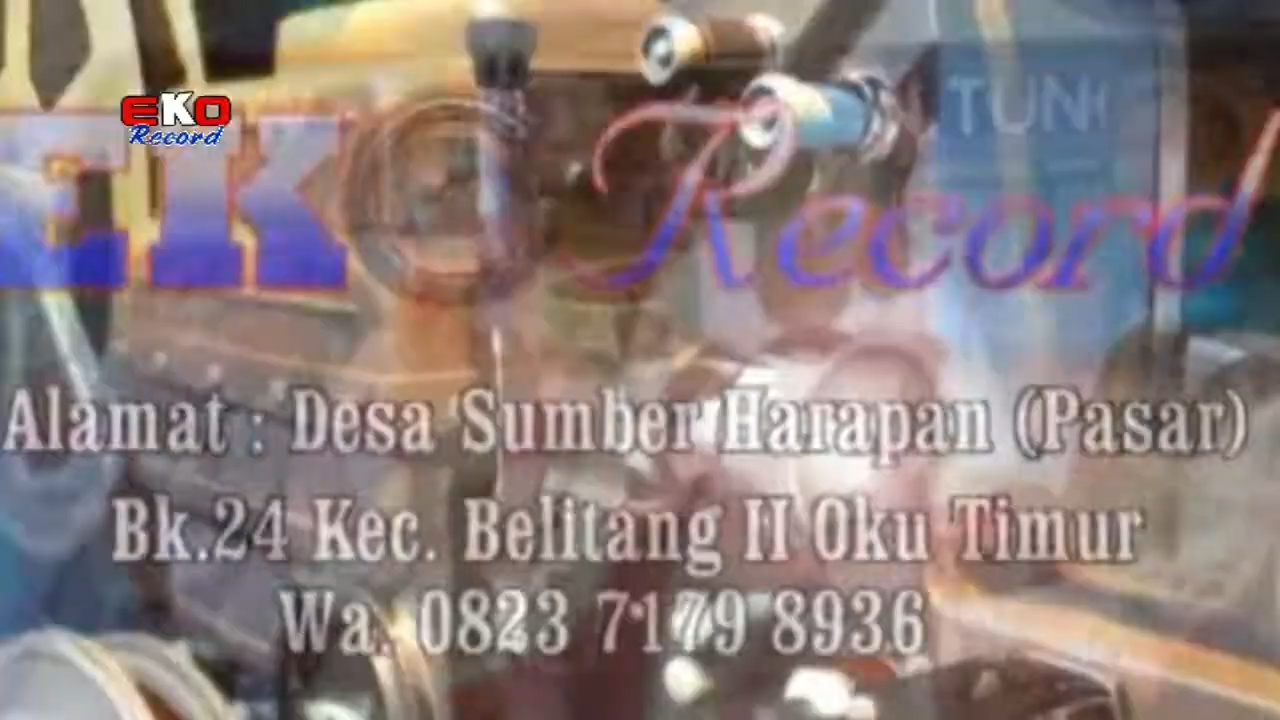 EKO
Record
EKO Record
Alamat : Desa Sumber Harapan (Pasar)
Bk.24 Kec. Belitang II Oku Timur
Wa. 0823 7179 8936